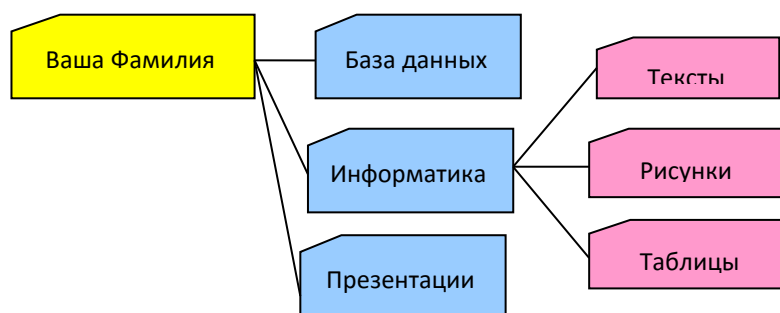 Ваша Фамилия
База данных
Тексты
Информатика
Рисунки
Презентации
Таблицы